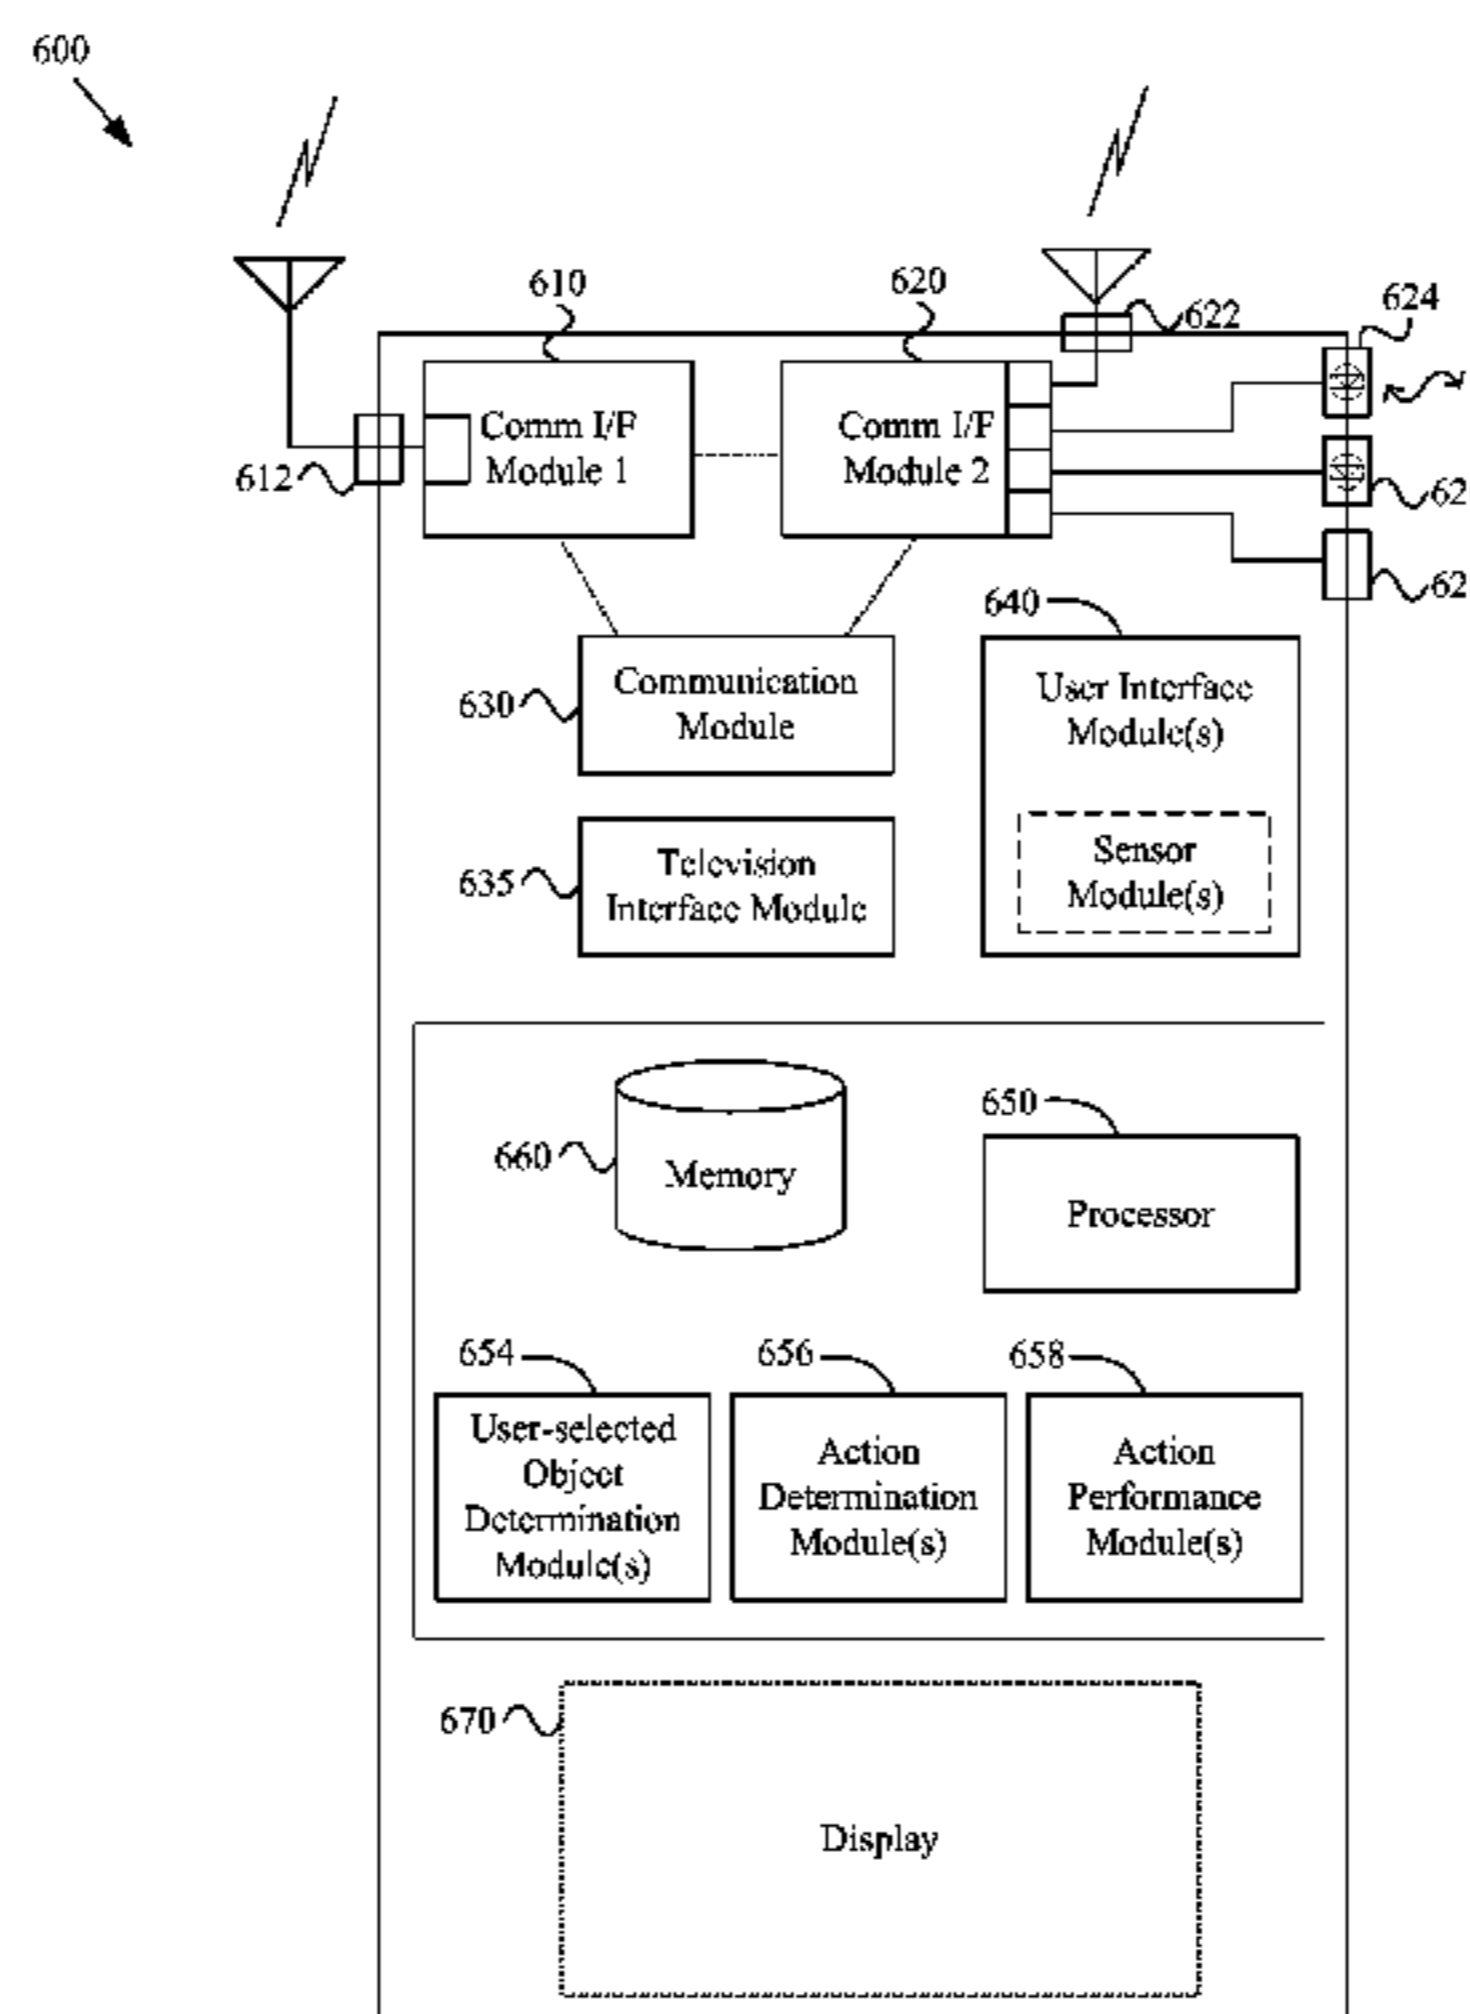 600
610
620
622
624
Comm I/F
Module 1
Comm I/F
Module 2
612
62
62
640
630
Communication
Module
User Interface
Module(s)
635
Television
Interface Module
Sensor
Module(s)
660
Memory
650
Processor
654
656
658
User-selected
Object
Determination
Module(s)
Action
Determination
Module(s)
Action
Performance
Module(s)
670
Display